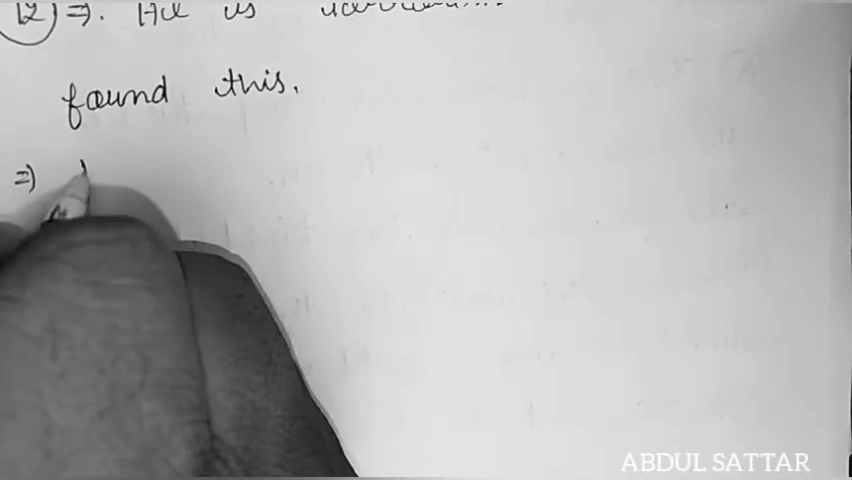 (12) ⇒. He is
found this.
⇒)
ABDUL SATTAR